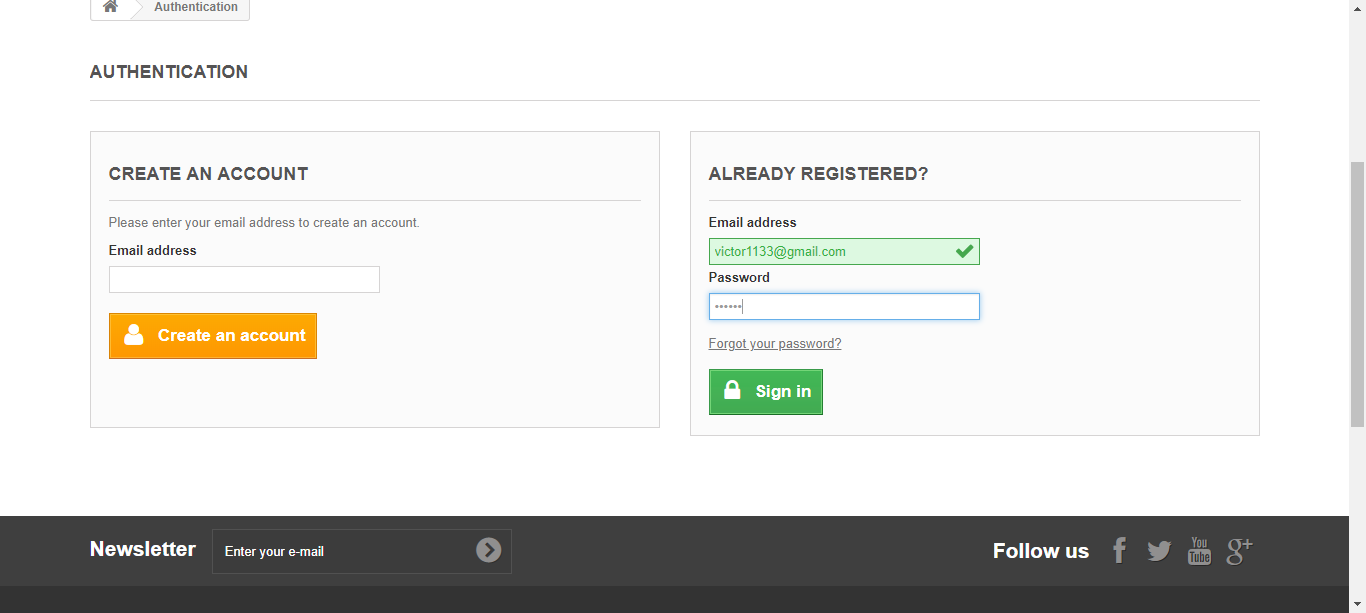 Authentication
AUTHENTICATION
CREATE AN ACCOUNT
Please enter your email address to create an account.
Email address
Create an account
ALREADY REGISTERED?
Email address
victor1133@gmail.com
Password
••••••
Forgot your password?
Sign in
Newsletter
Enter your e-mail
Follow us
You
Tube
g+